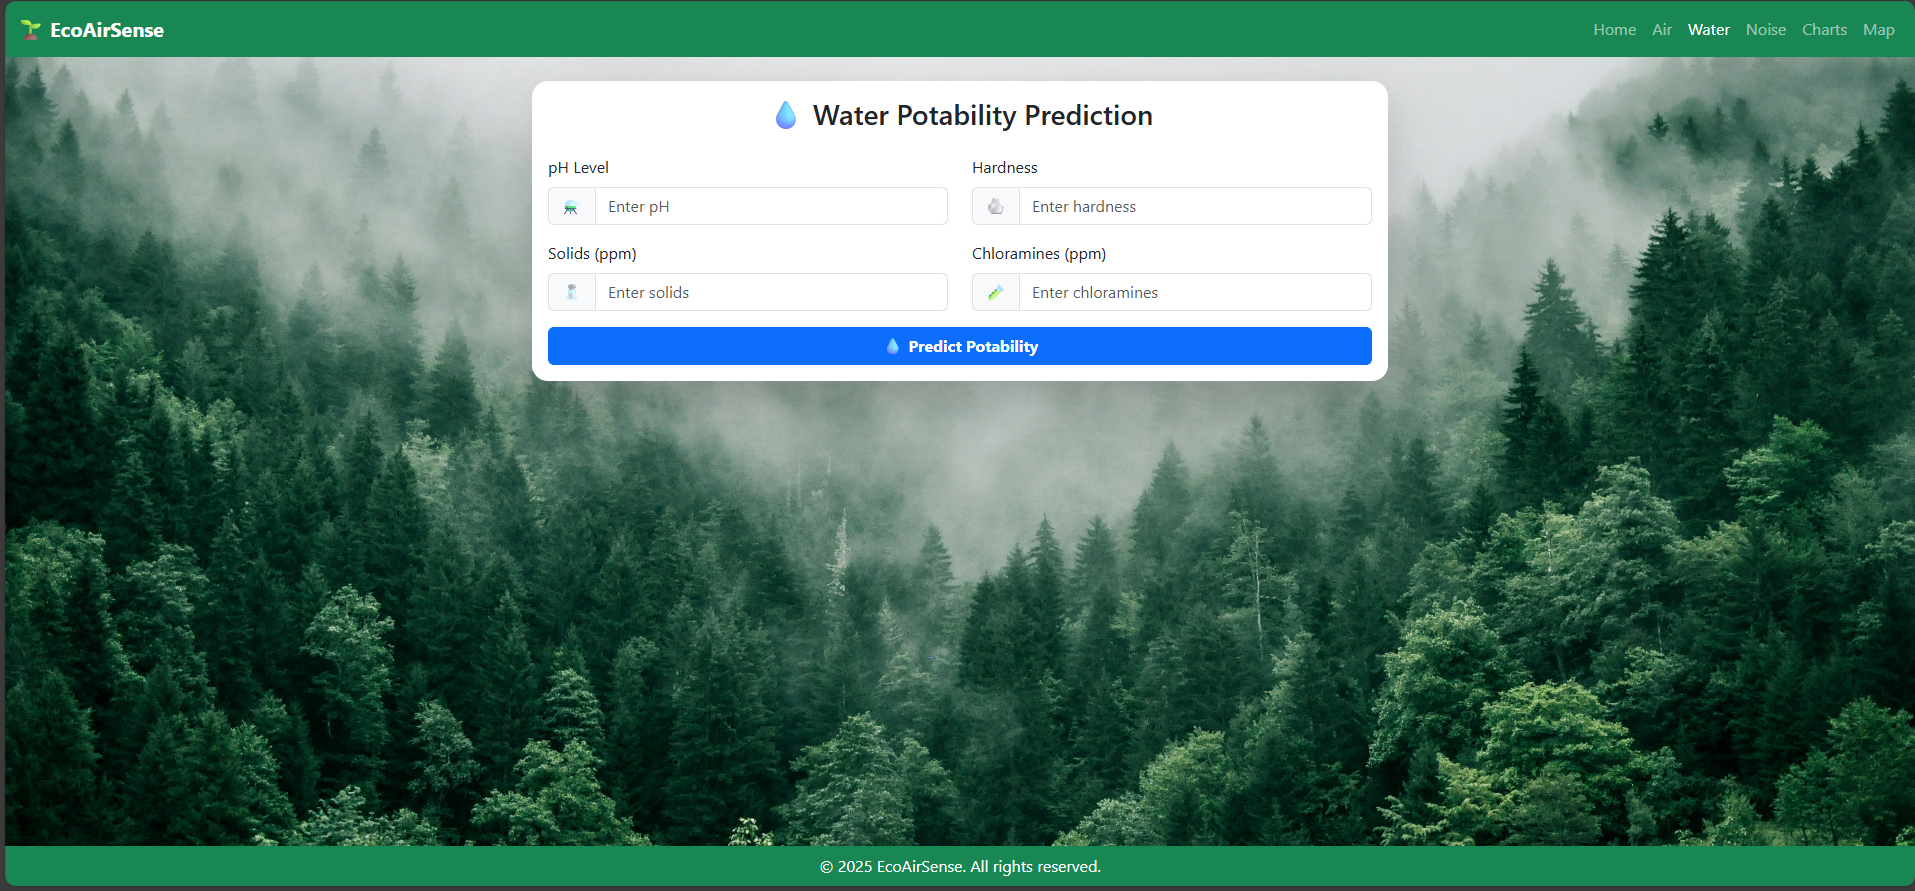 EcoAirSense
Home Air Water Noise Charts Map
Water Potability Prediction
pH Level
Enter pH
Hardness
Enter hardness
Solids (ppm)
Enter solids
Chloramines (ppm)
Enter chloramines
Predict Potability
© 2025 EcoAirSense. All rights reserved.